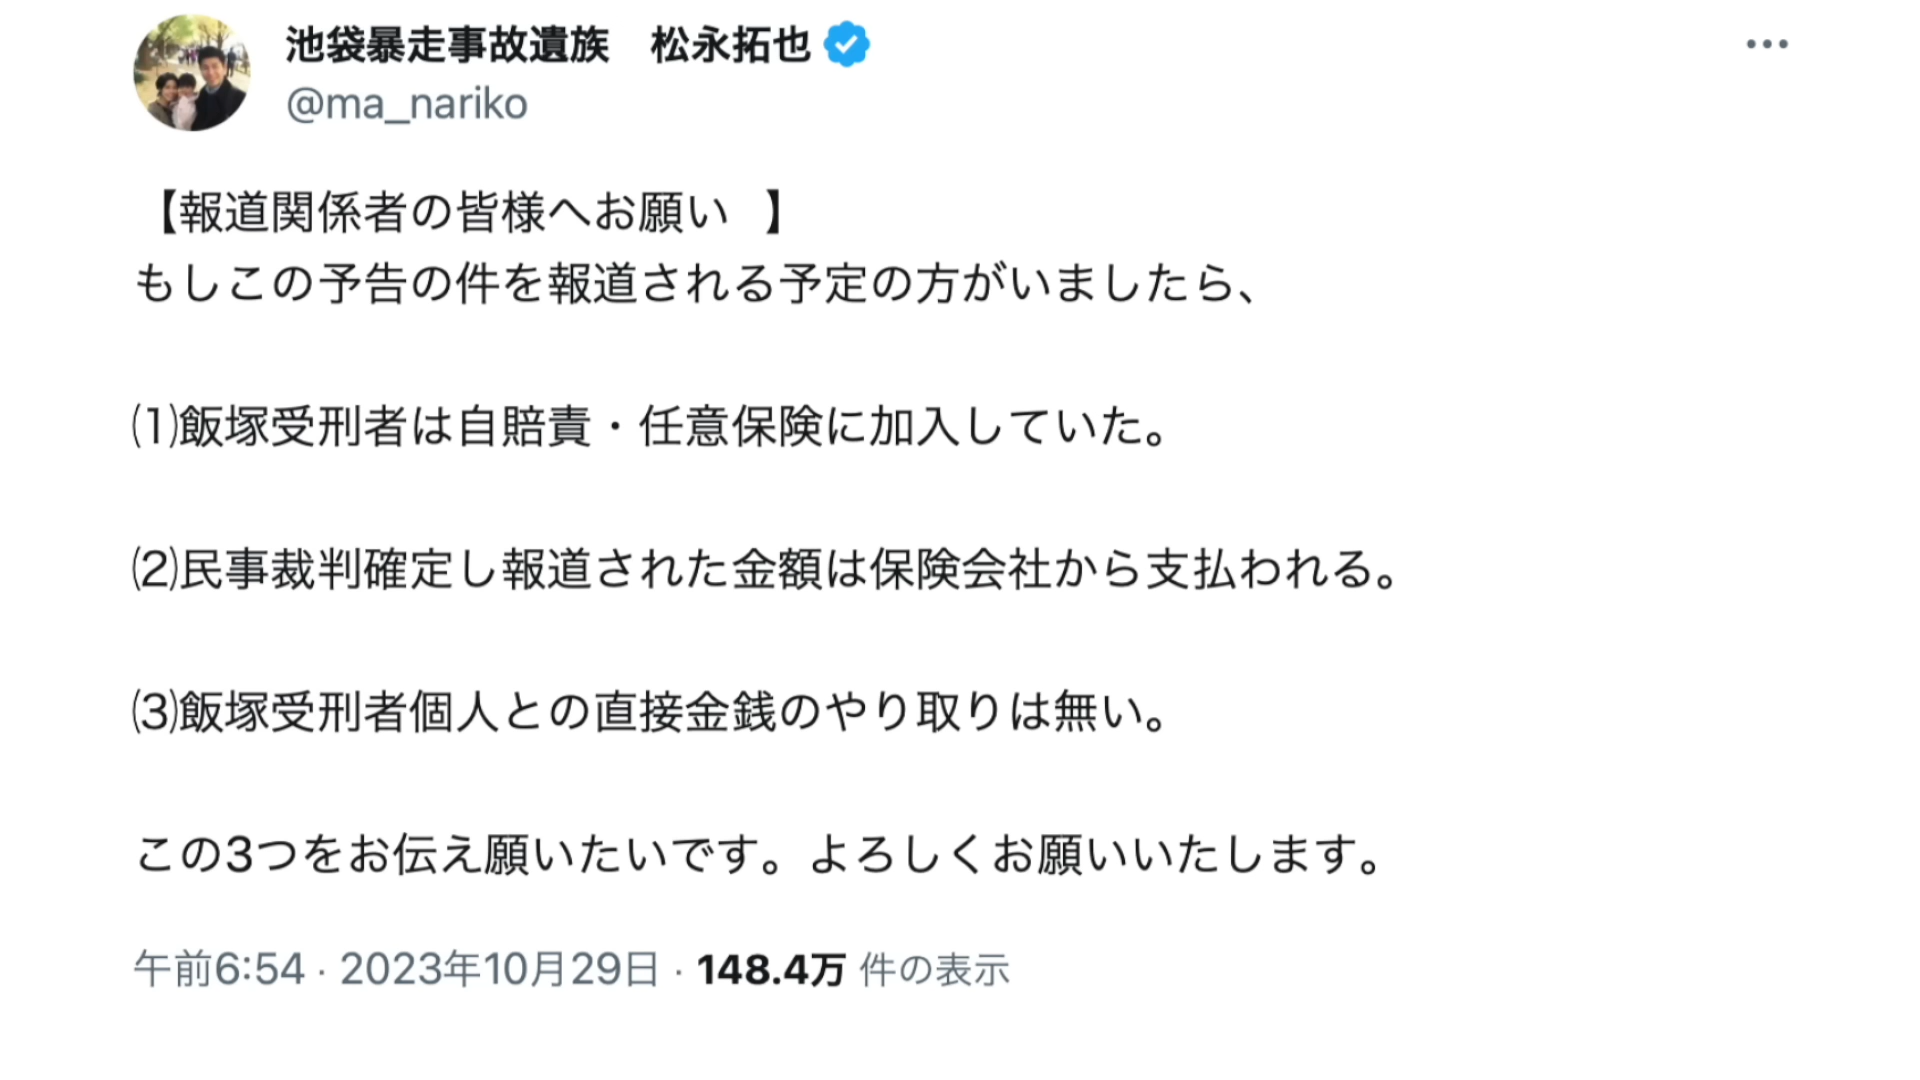 池袋暴走事故遺族　松永拓也
@ma_nariko
【報道関係者の皆様へお願い 】
もしこの予告の件を報道される予定の方がいましたら、
⑴飯塚受刑者は自賠責・任意保険に加入していた。
⑵民事裁判確定し報道された金額は保険会社から支払われる。
⑶飯塚受刑者個人との直接金銭のやり取りは無い。
この3つをお伝え願いたいです。よろしくお願いいたします。
午前6:54 · 2023年10月29日 · 148.4万 件の表示